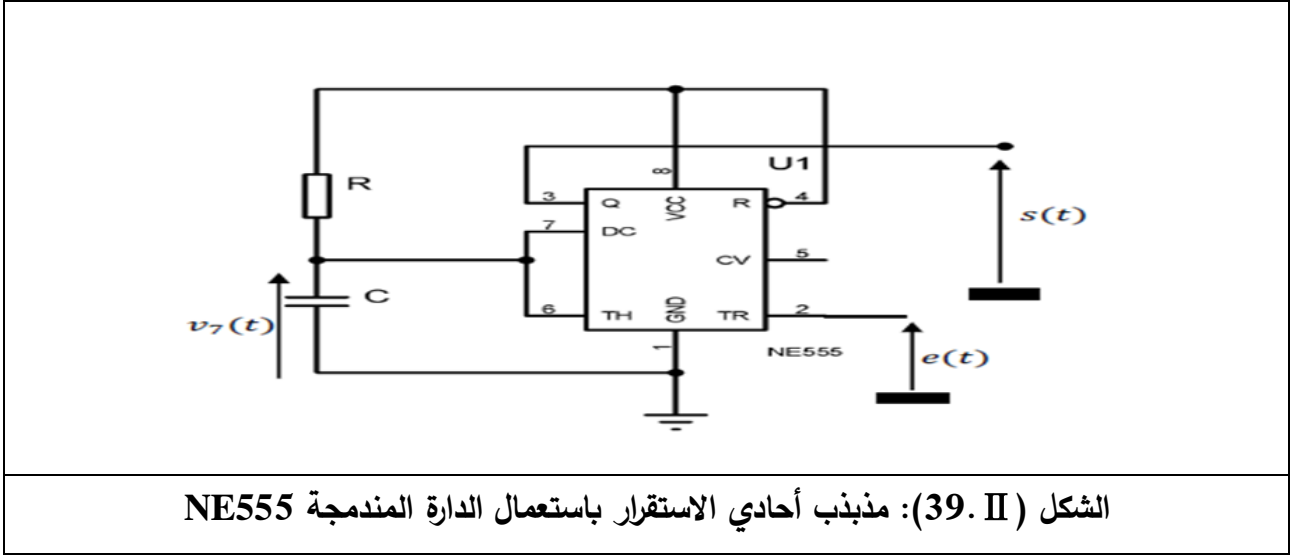 R
C
v₇(t)
U1
3
7
6
8
1
4
5
2
Q
DC
TH
VCC
GND
R
CV
TR
NE555
s(t)
e(t)
الشكل (39.Ⅱ): مذبذب أحادي الاستقرار باستعمال الدارة المندمجة NE555